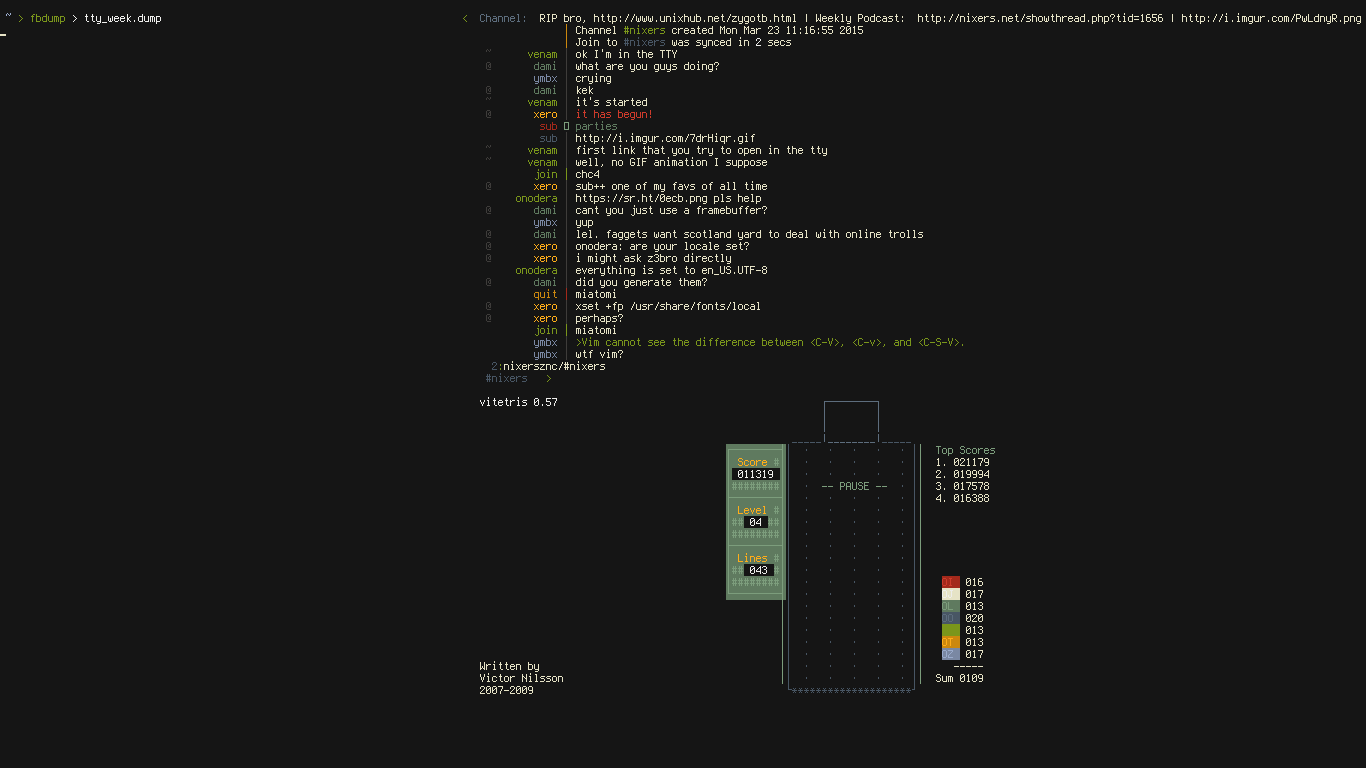 ~ > fbdump > tty_week.dump
< Channel: RIP bro, http://www.unixhub.net/zygotb.html | Weekly Podcast: http://nixers.net/showthread.php?tid=1656 | http://i.imgur.com/PwLdnyR.png
Channel #nixers created Mon Mar 23 11:16:55 2015
Join to #nixers was synced in 2 secs
~ venam | ok I'm in the TTY
@ dami | what are you guys doing?
ymbx | crying
@ dami | kek
~ venam | it's started
@ xero | it has begun!
sub parties
sub | http://i.imgur.com/7drHiqr.gif
~ venam | first link that you try to open in the tty
~ venam | well, no GIF animation I suppose
join | chc4
@ xero | sub++ one of my favs of all time
onodera | https://sr.ht/0ecb.png pls help
@ dami | cant you just use a framebuffer?
ymbx | yup
@ dami | lel. faggets want scotland yard to deal with online trolls
@ xero | onodera: are your locale set?
@ xero | i might ask z3bro directly
onodera | everything is set to en_US.UTF-8
@ dami | did you generate them?
quit | miatomi
@ xero | xset +fp /usr/share/fonts/local
@ xero | perhaps?
join | miatomi
ymbx | >Vim cannot see the difference between <C-V>, <C-v>, and <C-S-V>.
ymbx | wtf vim?
2:nixersznc/#nixers
#nixers >
vitetris 0.57
Score #
011319
########
Level #
## 04 ##
########
Lines #
## 043 #
########
-- PAUSE --
Top Scores
1. 021179
2. 019994
3. 017578
4. 016388
016
017
013
020
013
013
017
-----
Sum 0109
Written by
Victor Nilsson
2007-2009